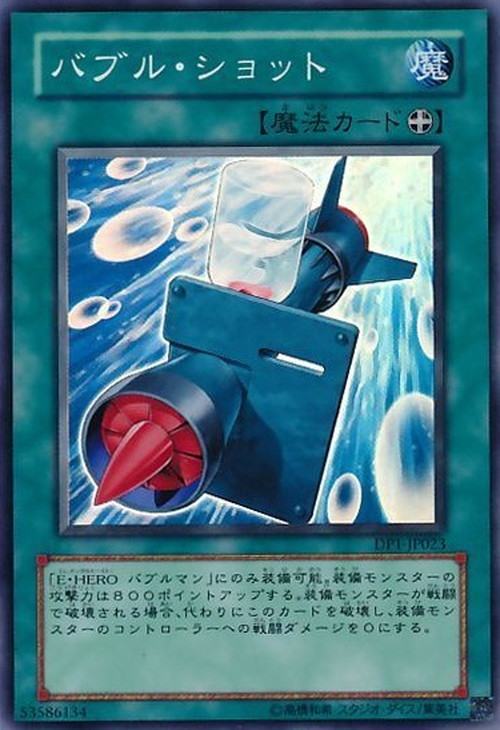 バブル・ショット
魔
【魔法カード】
DP1-JP023
「E・HERO バブルマン」にのみ装備可能。装備モンスターの
攻撃力は800ポイントアップする。装備モンスターが戦闘
で破壊される場合、代わりにこのカードを破壊し、装備モン
スターのコントローラーへの戦闘ダメージを0にする。
53586134
©高橋和希 スタジオ・ダイス/集英社